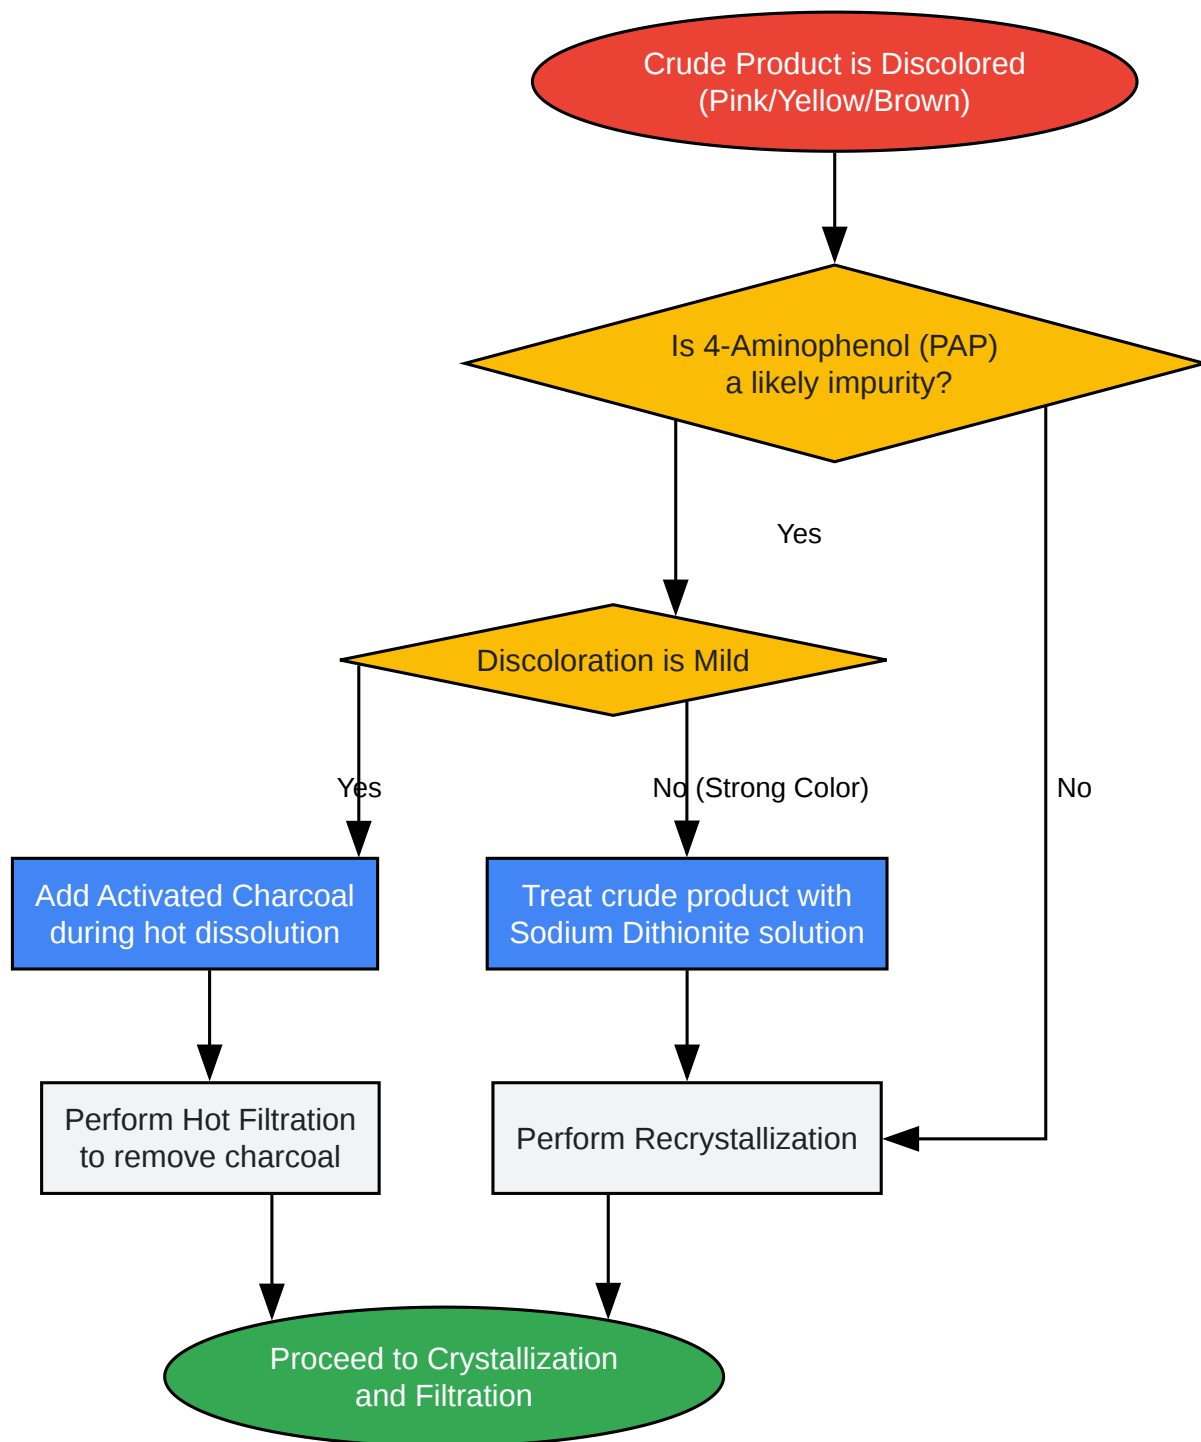 Crude Product is Discolored
(Pink/Yellow/Brown)
Is 4-Aminophenol (PAP)
a likely impurity?
Yes
Discoloration is Mild
Yes
No (Strong Color)
No
Add Activated Charcoal
during hot dissolution
Treat crude product with
Sodium Dithionite solution
Perform Hot Filtration
to remove charcoal
Perform Recrystallization
Proceed to Crystallization
and Filtration